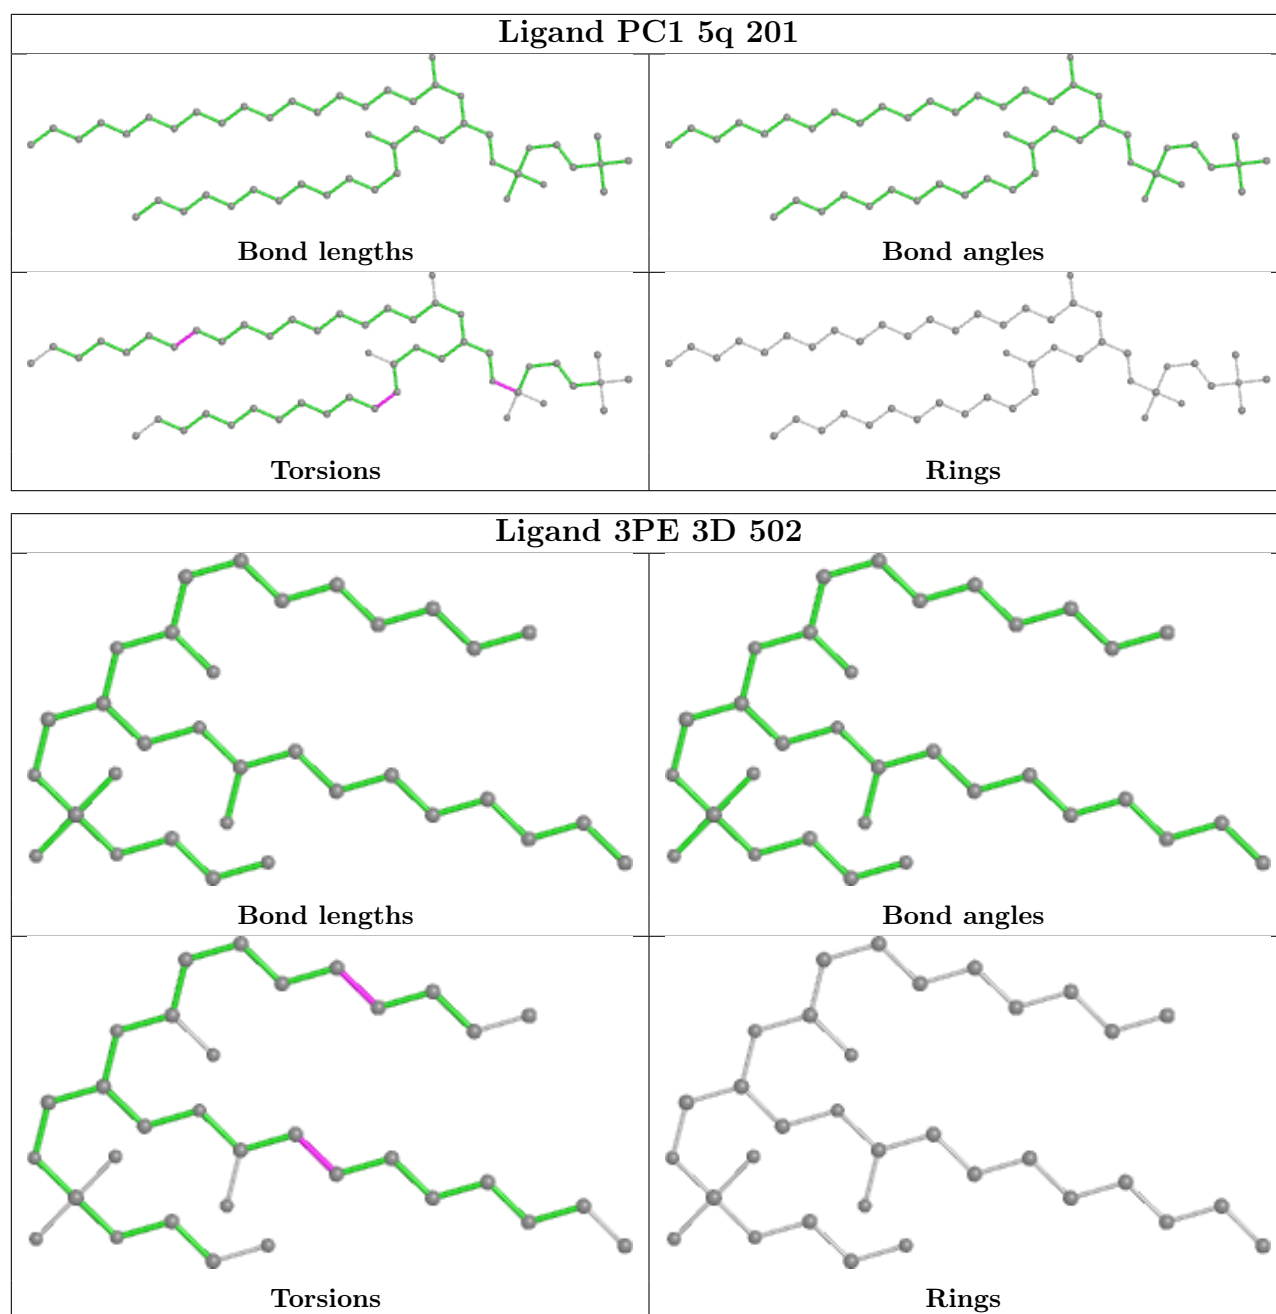 Ligand PC1 5q 201
Bond lengths
Bond angles
Torsions
Rings
Ligand 3PE 3D 502
Bond lengths
Bond angles
Torsions
Rings